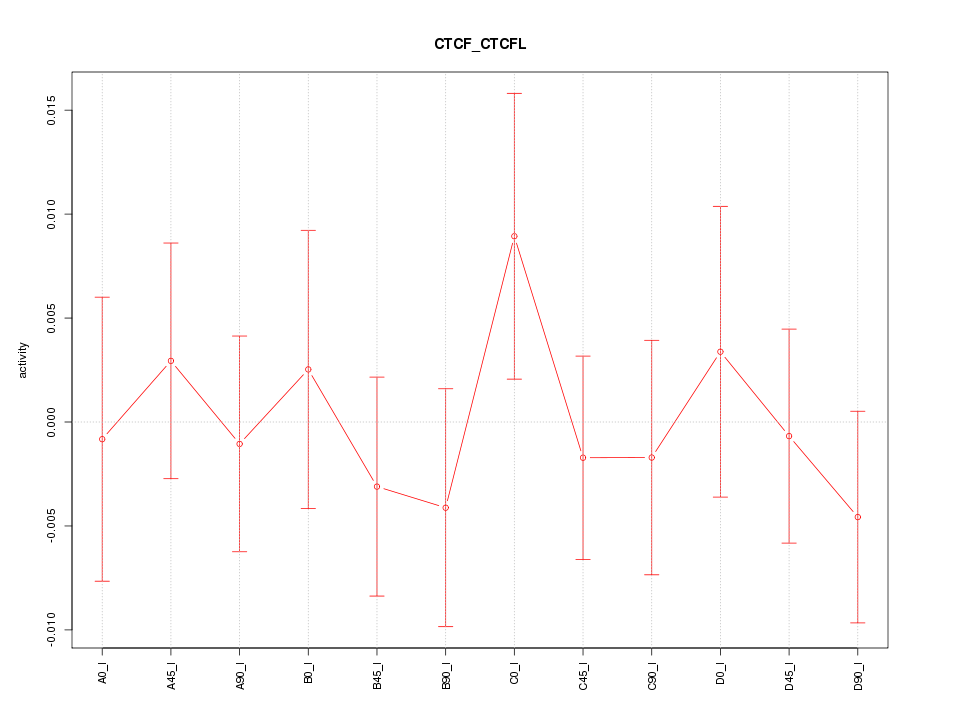 CTCF_CTCFL
activity
0.015
0.010
0.005
0.000
-0.005
-0.010
A0_I
A45_I
A90_I
B0_I
B45_I
B90_I
C0_I
C45_I
C90_I
D0_I
D45_I
D90_I